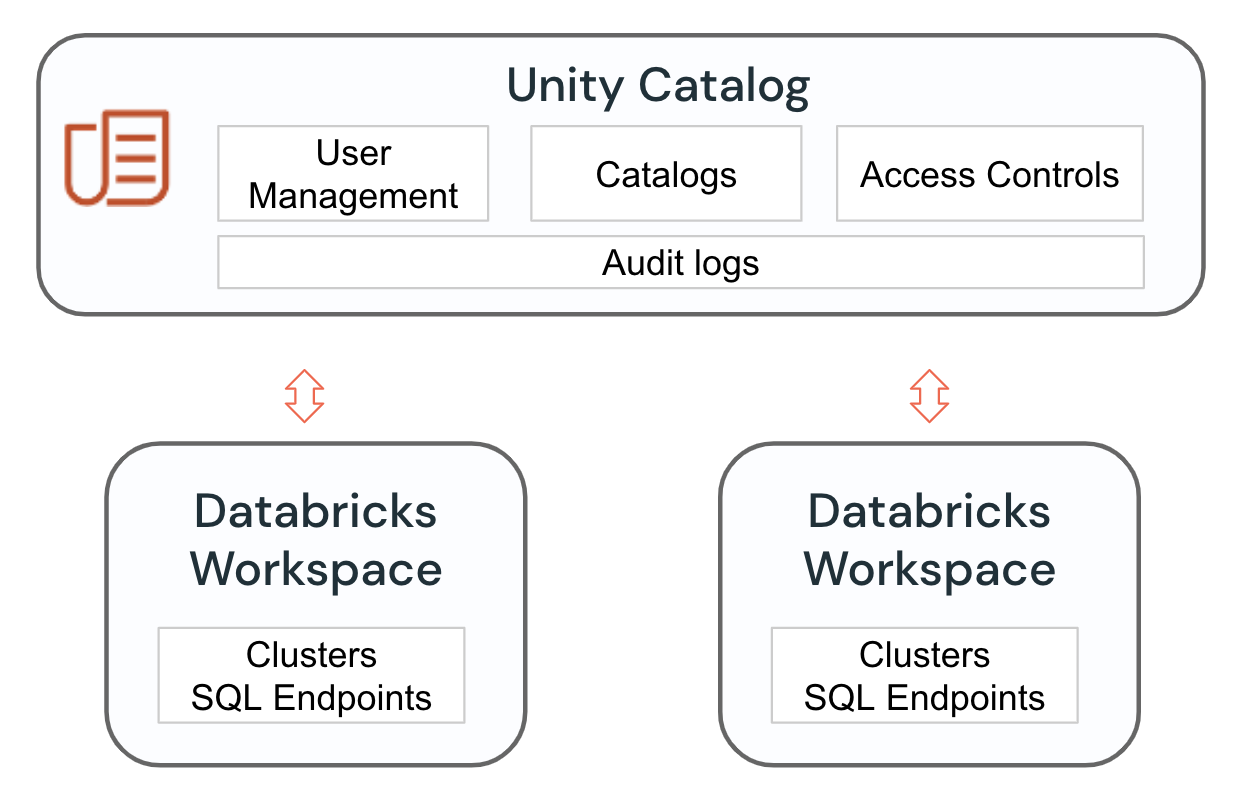 Unity Catalog
User
Management
Catalogs
Access Controls
Audit logs
Databricks
Workspace
Clusters
SQL Endpoints
Databricks
Workspace
Clusters
SQL Endpoints